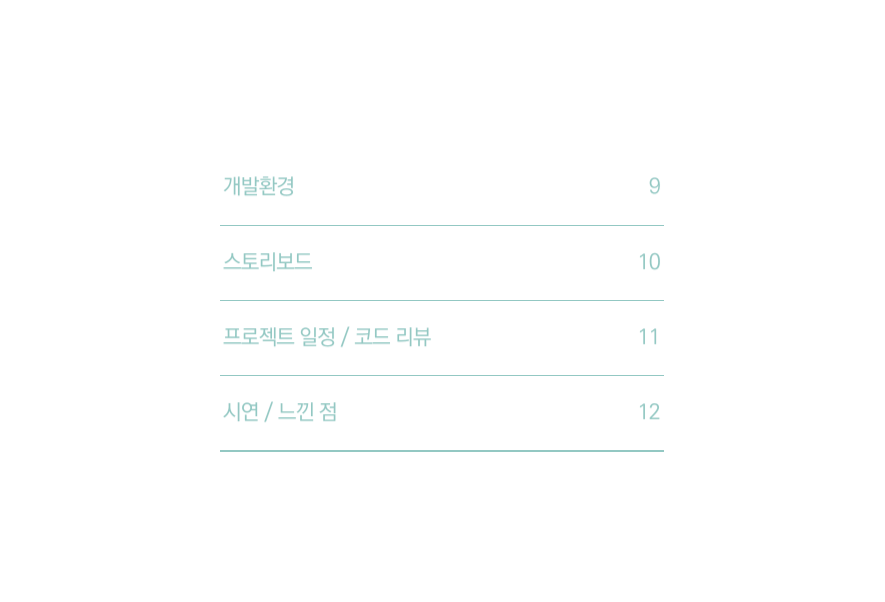 개발환경 9
스토리보드 10
프로젝트 일정 / 코드 리뷰 11
시연 / 느낀 점 12